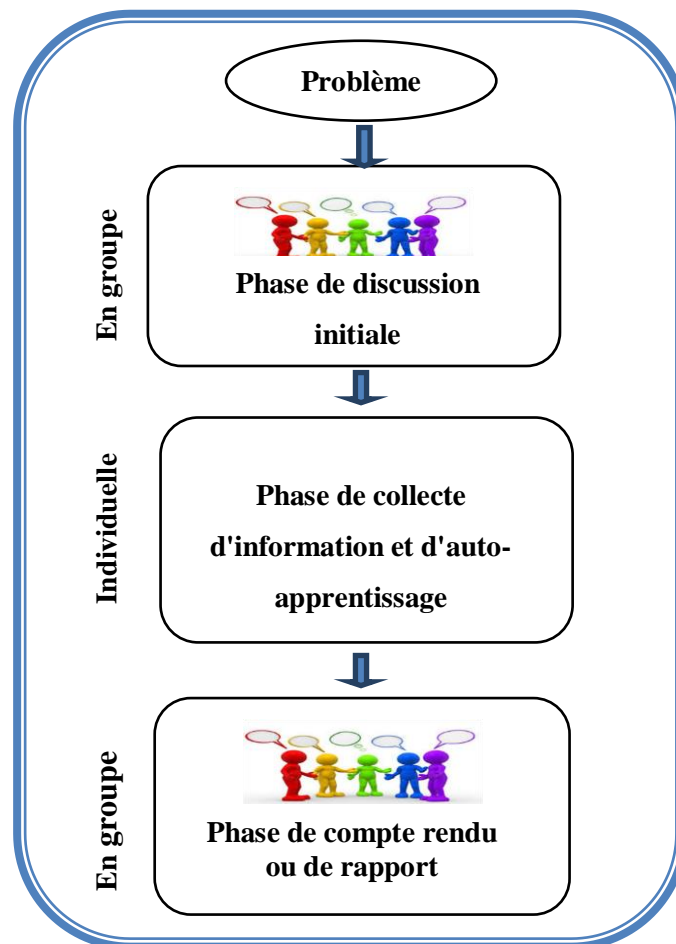 Problème
En groupe
Phase de discussion
initiale
Individuelle
Phase de collecte
d'information et d'auto-
apprentissage
En groupe
Phase de compte rendu
ou de rapport